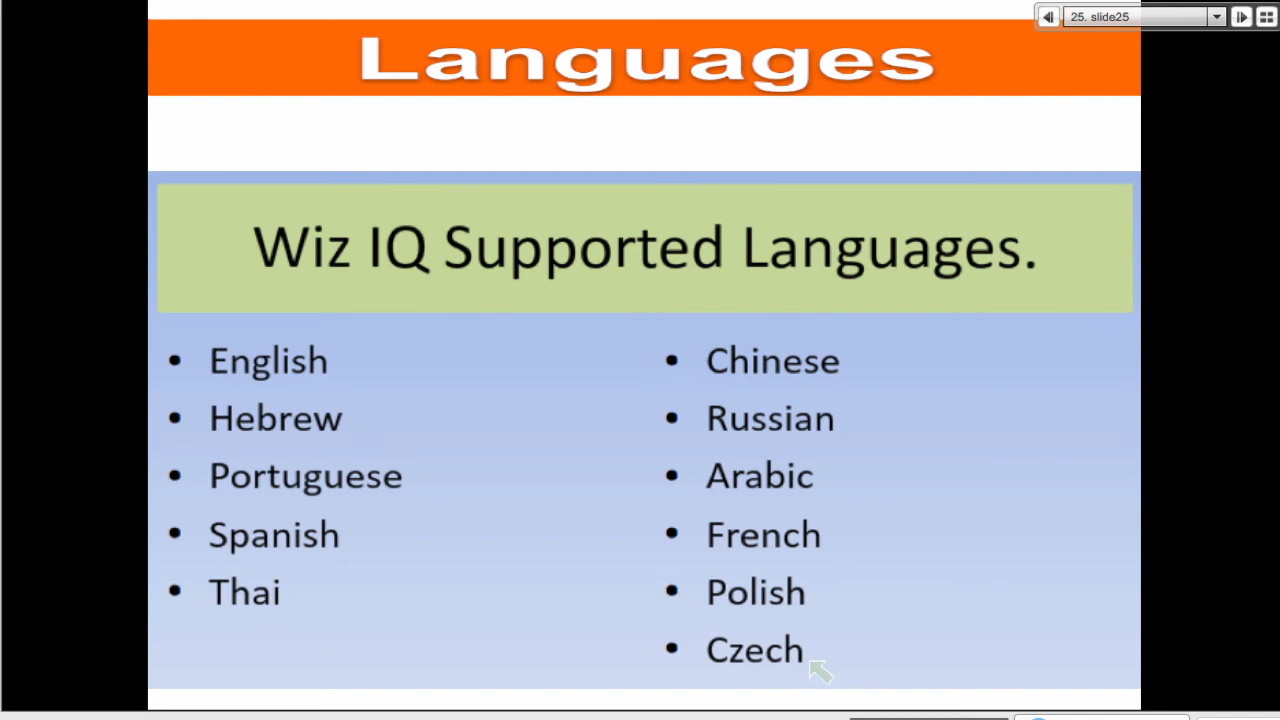 25. slide25
Languages
Wiz IQ Supported Languages.
• English
• Hebrew
• Portuguese
• Spanish
• Thai
• Chinese
• Russian
• Arabic
• French
• Polish
• Czech